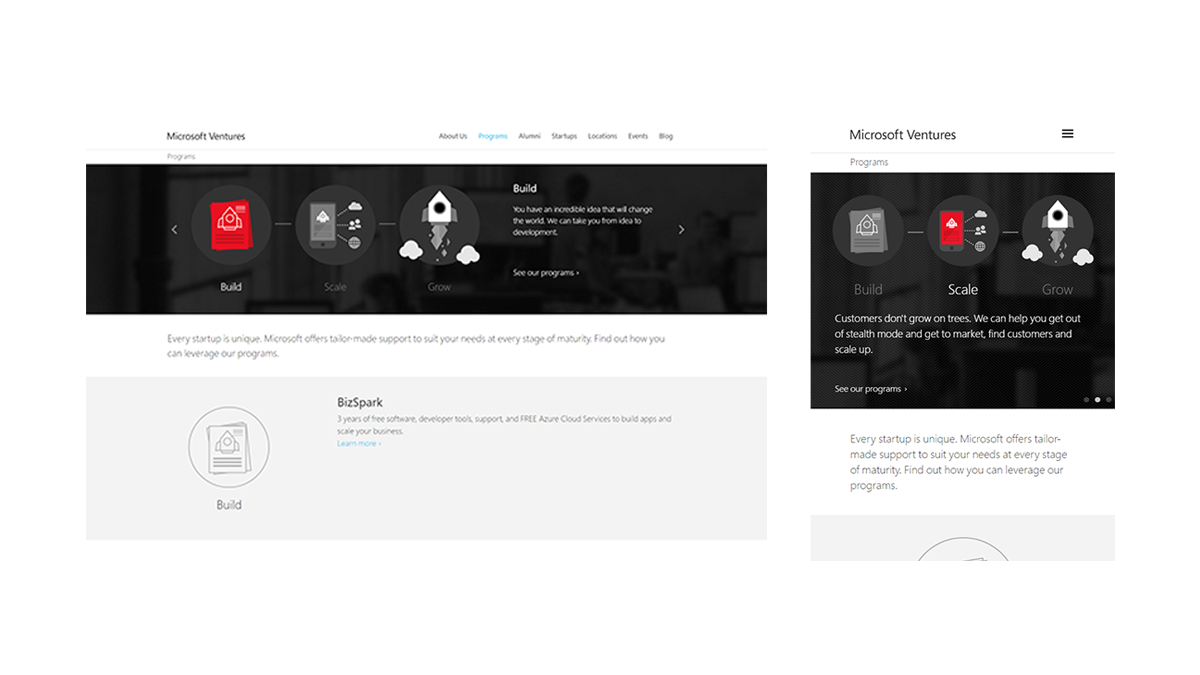 Microsoft Ventures
About Us Programs Alumni Startups Locations Events Blog
Programs
Build
Scale
Grow
Build
You have an incredible idea that will change
the world. We can take you from idea to
development.
See our programs ›
Every startup is unique. Microsoft offers tailor-made support to suit your needs at every stage of maturity. Find out how you
can leverage our programs.
Build
BizSpark
3 years of free software, developer tools, support, and FREE Azure Cloud Services to build apps and
scale your business.
Learn more ›
Microsoft Ventures
Programs
Build
Scale
Grow
Customers don't grow on trees. We can help you get out
of stealth mode and get to market, find customers and
scale up.
See our programs ›
Every startup is unique. Microsoft offers tailor-
made support to suit your needs at every stage
of maturity. Find out how you can leverage our
programs.